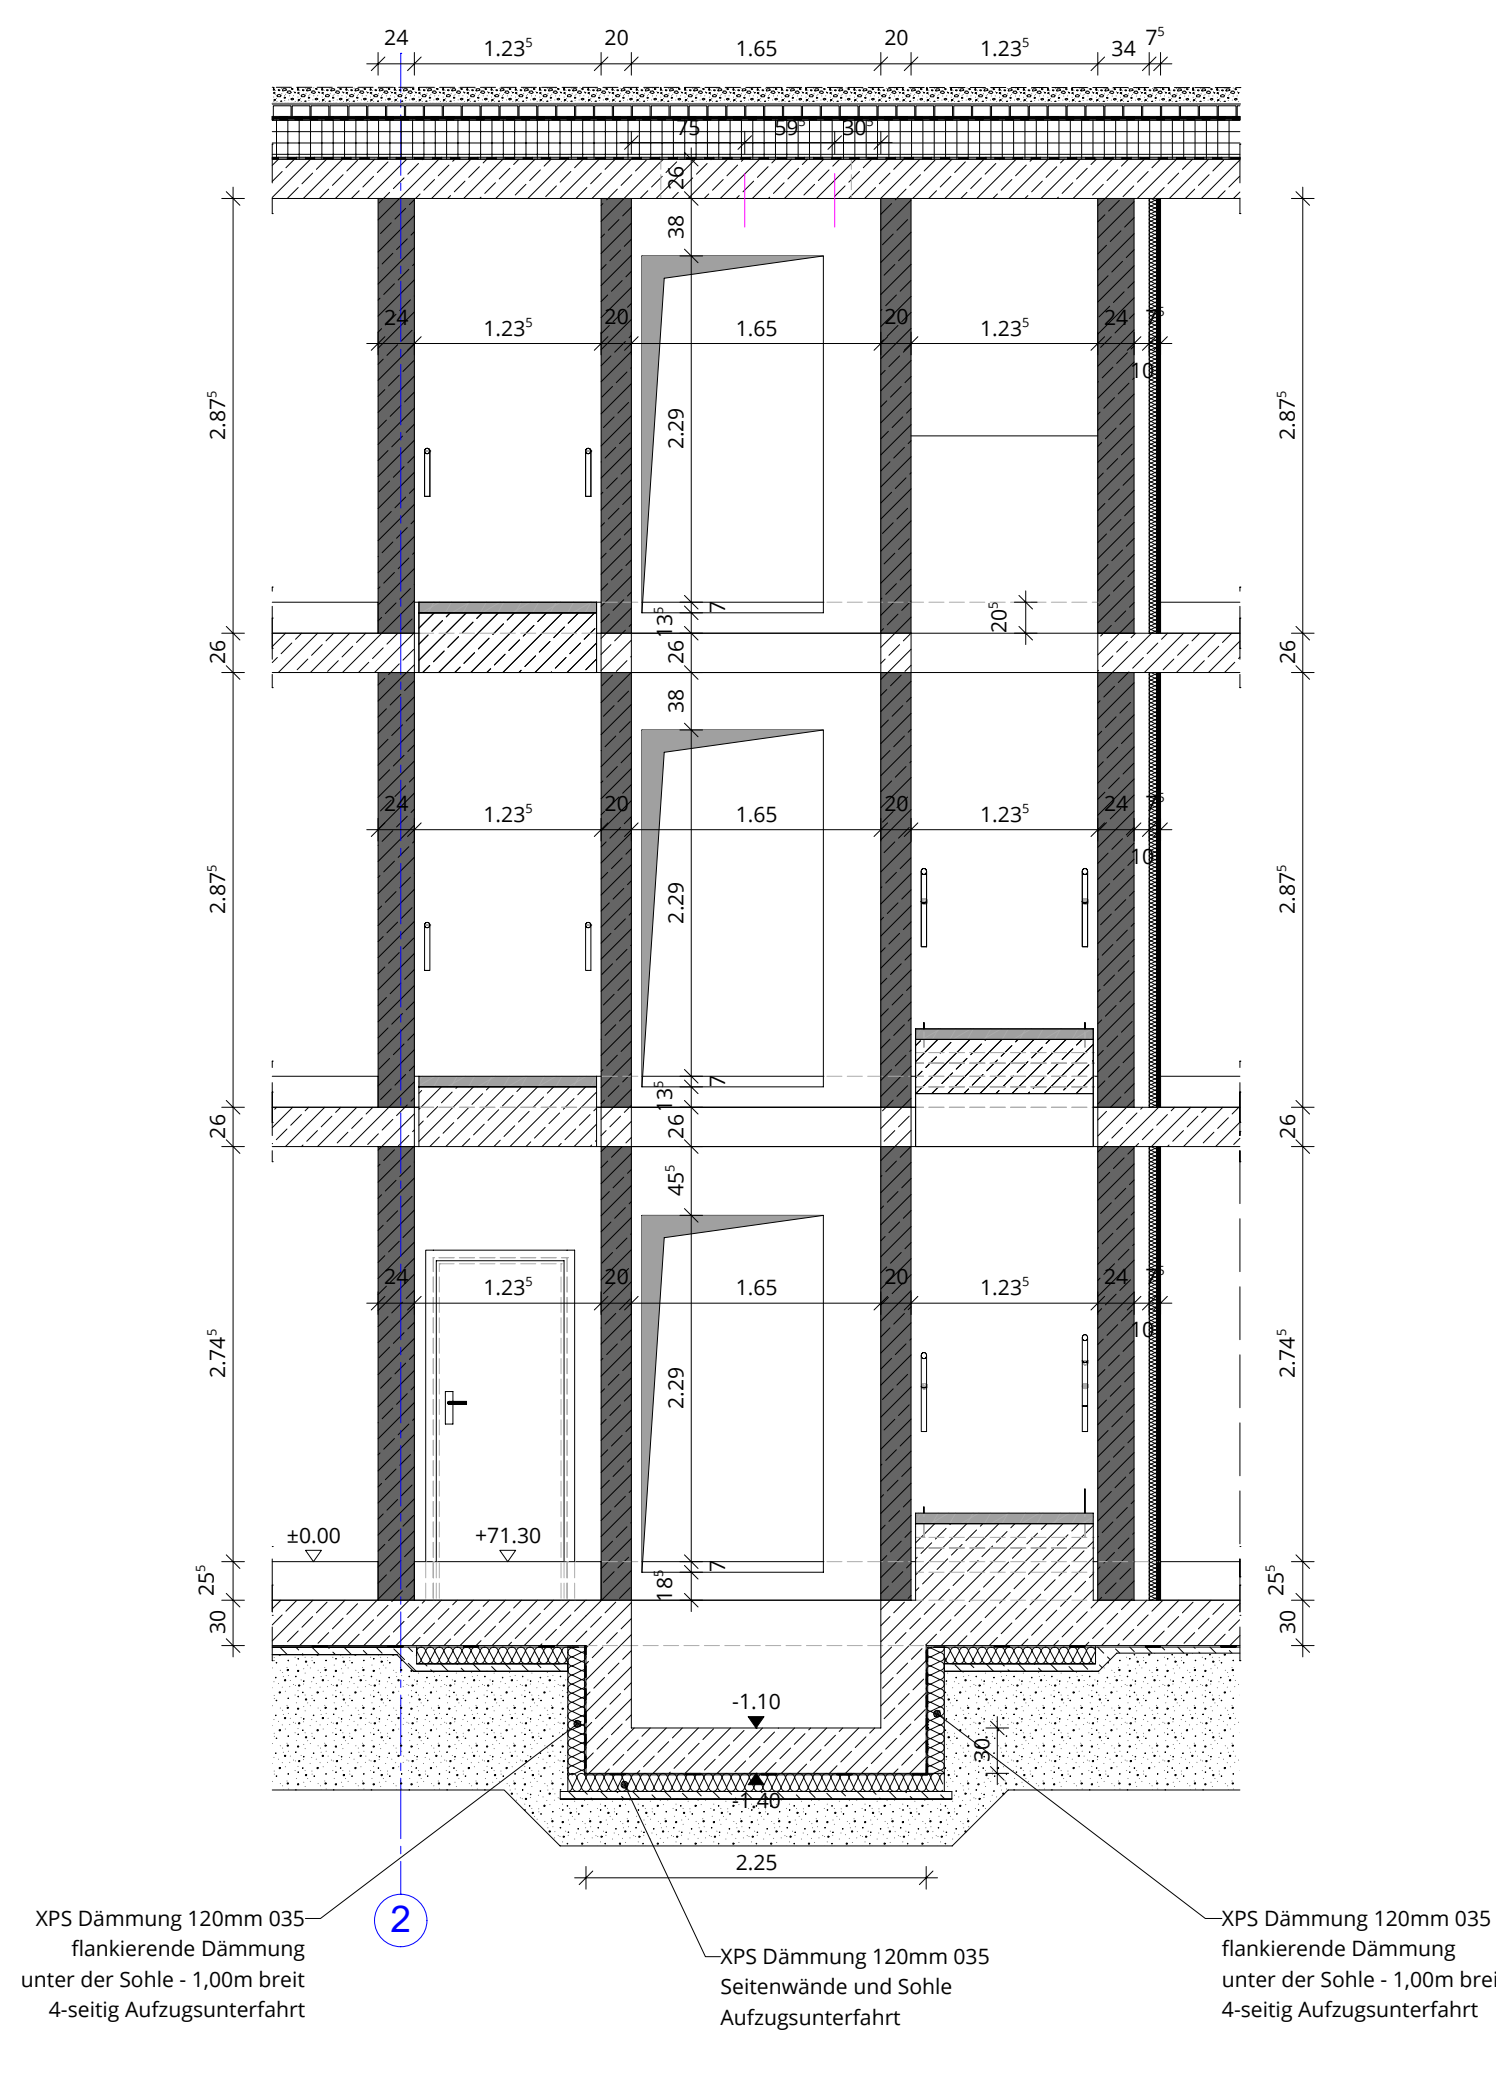 24 1.23⁵ 20 1.65 20 1.23⁵ 34 7⁵
75 59⁵ 30⁵
26
38
24 1.23⁵ 20 1.65 20 1.23⁵ 24 7⁵
10
2.87⁵ 2.29 2.87⁵
7
13⁵ 20⁵
26 26 26
38
24 1.23⁵ 20 1.65 20 1.23⁵ 24 7⁵
10
2.87⁵ 2.29 2.87⁵
7
13⁵
26 26 26
45⁵
24 1.23⁵ 20 1.65 20 1.23⁵ 24 7⁵
10
2.74⁵ 2.29 2.74⁵
±0.00 +71.30
7
25⁵ 18⁵ 25⁵
30 30
-1.10
30
-1.40
2.25
2
XPS Dämmung 120mm 035
flankierende Dämmung
unter der Sohle - 1,00m breit
4-seitig Aufzugsunterfahrt
XPS Dämmung 120mm 035
Seitenwände und Sohle
Aufzugsunterfahrt
XPS Dämmung 120mm 035
flankierende Dämmung
unter der Sohle - 1,00m brei
4-seitig Aufzugsunterfahrt